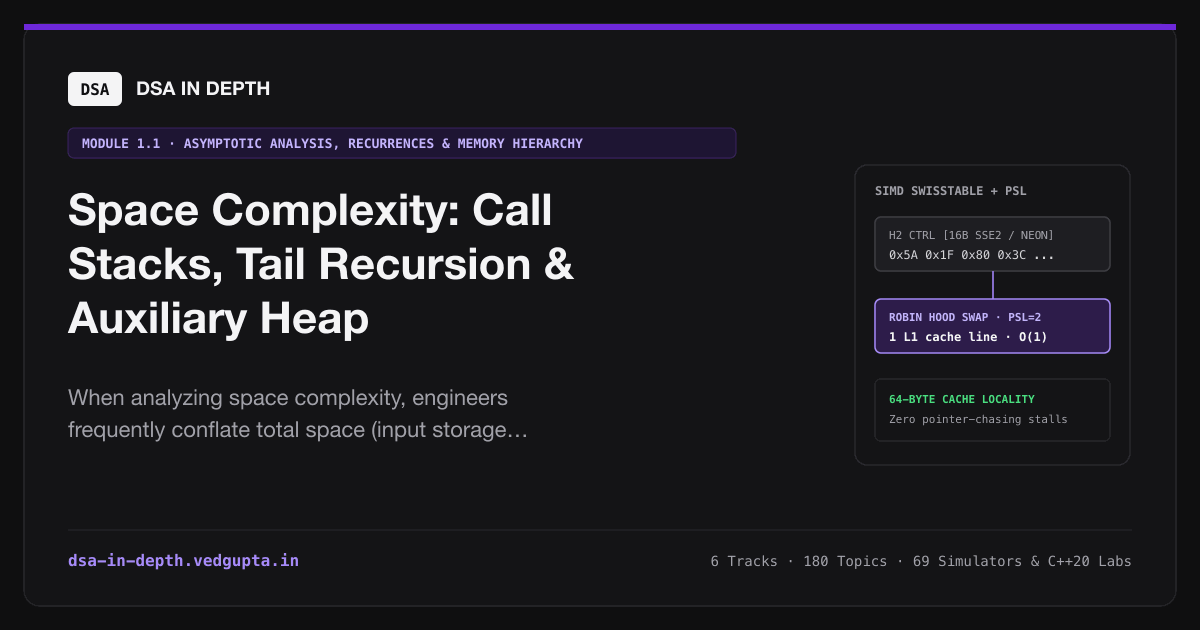 DSA
DSA IN DEPTH
MODULE 1.1 · ASYMPTOTIC ANALYSIS, RECURRENCES & MEMORY HIERARCHY
Space Complexity: Call
Stacks, Tail Recursion &
Auxiliary Heap
When analyzing space complexity, engineers
frequently conflate total space (input storage…
SIMD SWISSTABLE + PSL
H2 CTRL [16B SSE2 / NEON]
0x5A 0x1F 0x80 0x3C ...
ROBIN HOOD SWAP · PSL=2
1 L1 cache line · O(1)
64-BYTE CACHE LOCALITY
Zero pointer-chasing stalls
dsa-in-depth.vedgupta.in
6 Tracks · 180 Topics · 69 Simulators & C++20 Labs